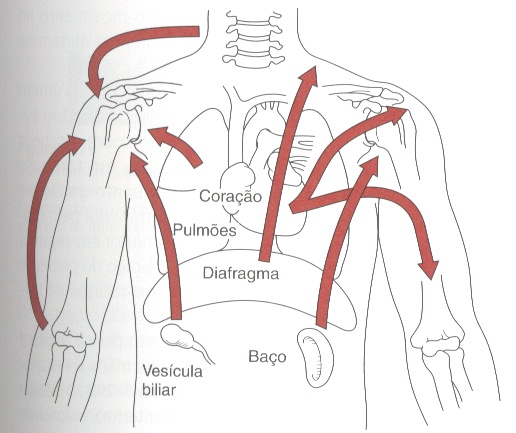 Coração
Pulmões
Diafragma
Vesícula
biliar
Baço